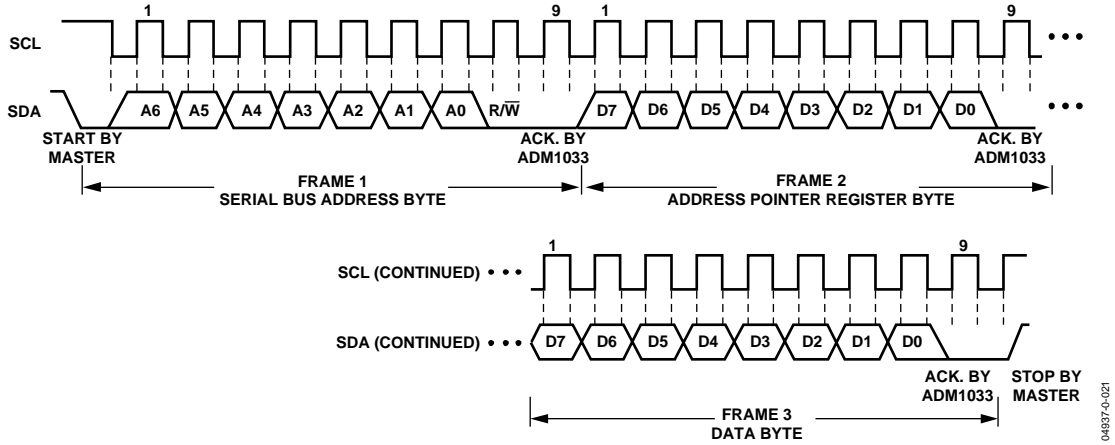 1 9 1 9
SCL
SDA A6 A5 A4 A3 A2 A1 A0 R/W̅ D7 D6 D5 D4 D3 D2 D1 D0
START BY
MASTER
ACK. BY
ADM1033
ACK. BY
ADM1033
FRAME 1
SERIAL BUS ADDRESS BYTE
FRAME 2
ADDRESS POINTER REGISTER BYTE
1 9
SCL (CONTINUED)
SDA (CONTINUED) D7 D6 D5 D4 D3 D2 D1 D0
ACK. BY
ADM1033
STOP BY
MASTER
FRAME 3
DATA BYTE
04937-0-021